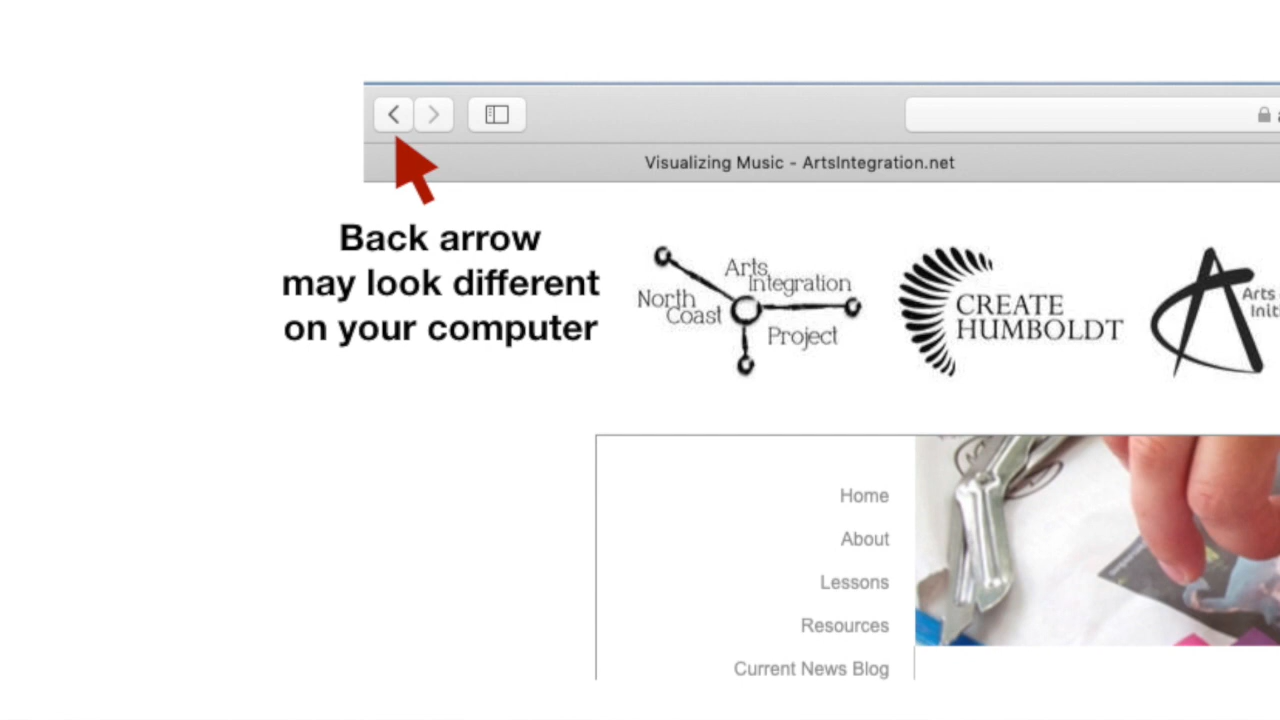 Visualizing Music - ArtsIntegration.net
Back arrow
may look different
on your computer
Arts
Integration
North
Coast
Project
CREATE
HUMBOLDT
Arts
Home
About
Lessons
Resources
Current News Blog